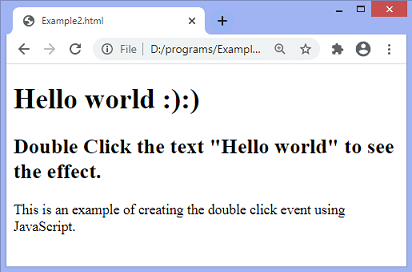 Example2.html
File | D:/programs/Exampl...
Hello world :):)
Double Click the text "Hello world" to see
the effect.
This is an example of creating the double click event using
JavaScript.